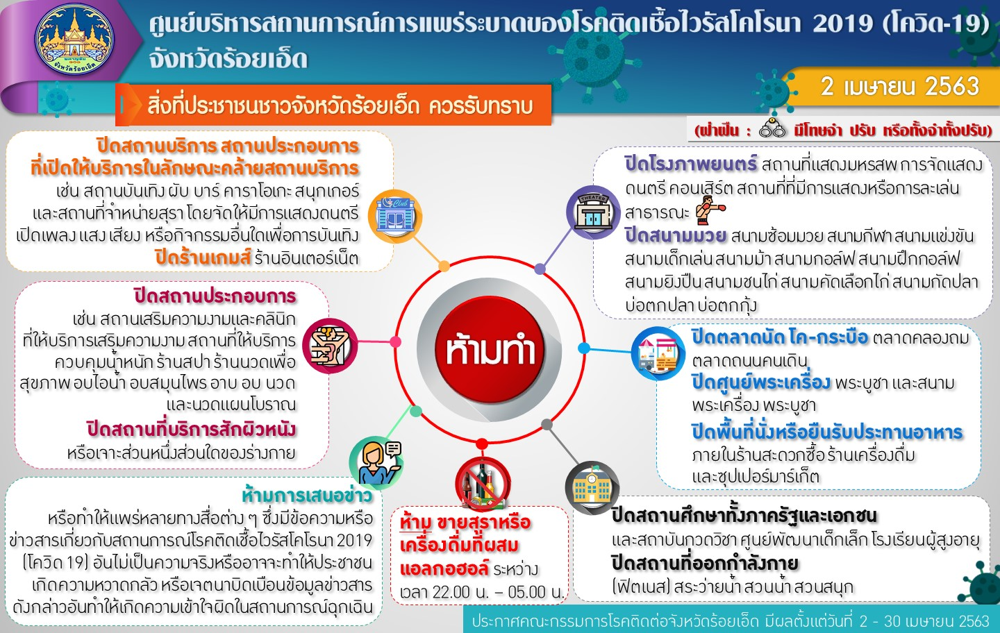 ศูนย์บริหารสถานการณ์การแพร่ระบาดของโรคติดเชื้อไวรัสโคโรนา 2019 (โควิด-19)
จังหวัดร้อยเอ็ด
จังหวัดร้อยเอ็ด
2 เมษายน 2563
สิ่งที่ประชาชนชาวจังหวัดร้อยเอ็ด ควรรับทราบ
(ฝ่าฝืน : มีโทษจำ ปรับ หรือทั้งจำทั้งปรับ)
ปิดสถานบริการ สถานประกอบการ
ที่เปิดให้บริการในลักษณะคล้ายสถานบริการ
เช่น สถานบันเทิง ผับ บาร์ คาราโอเกะ สนุกเกอร์
และสถานที่จำหน่ายสุรา โดยจัดให้มีการแสดงดนตรี
เปิดเพลง แสง เสียง หรือกิจกรรมอื่นใดเพื่อการบันเทิง
ปิดร้านเกมส์ ร้านอินเตอร์เน็ต
Club
ปิดสถานประกอบการ
เช่น สถานเสริมความงามและคลินิก
ที่ให้บริการเสริมความงาม สถานที่ให้บริการ
ควบคุมน้ำหนัก ร้านสปา ร้านนวดเพื่อ
สุขภาพ อบไอน้ำ อบสมุนไพร อาบ อบ นวด
และนวดแผนโบราณ
ปิดสถานที่บริการสักผิวหนัง
หรือเจาะส่วนหนึ่งส่วนใดของร่างกาย
ห้ามการเสนอข่าว
หรือทำให้แพร่หลายทางสื่อต่าง ๆ ซึ่งมีข้อความหรือ
ข่าวสารเกี่ยวกับสถานการณ์โรคติดเชื้อไวรัสโคโรนา 2019
(โควิด 19) อันไม่เป็นความจริงหรืออาจจะทำให้ประชาชน
เกิดความหวาดกลัว หรือเจตนาบิดเบือนข้อมูลข่าวสาร
ดังกล่าวอันทำให้เกิดความเข้าใจผิดในสถานการณ์ฉุกเฉิน
ห้ามทำ
ห้าม ขายสุราหรือ
เครื่องดื่มที่ผสม
แอลกอฮอล์ ระหว่าง
เวลา 22.00 น. – 05.00 น.
THEATER
ปิดโรงภาพยนตร์ สถานที่แสดงมหรสพ การจัดแสดง
ดนตรี คอนเสิร์ต สถานที่ที่มีการแสดงหรือการละเล่น
สาธารณะ
ปิดสนามมวย สนามซ้อมมวย สนามกีฬา สนามแข่งขัน
สนามเด็กเล่น สนามม้า สนามกอล์ฟ สนามฝึกกอล์ฟ
สนามยิงปืน สนามชนไก่ สนามคัดเลือกไก่ สนามกัดปลา
บ่อตกปลา บ่อตกกุ้ง
ปิดตลาดนัด โค-กระบือ ตลาดคลองถม
ตลาดถนนคนเดิน
ปิดศูนย์พระเครื่อง พระบูชา และสนาม
พระเครื่อง พระบูชา
ปิดพื้นที่นั่งหรือยืนรับประทานอาหาร
ภายในร้านสะดวกซื้อ ร้านเครื่องดื่ม
และซุปเปอร์มาร์เก็ต
ปิดสถานศึกษาทั้งภาครัฐและเอกชน
และสถาบันกวดวิชา ศูนย์พัฒนาเด็กเล็ก โรงเรียนผู้สูงอายุ
ปิดสถานที่ออกกำลังกาย
(ฟิตเนส) สระว่ายน้ำ สวนน้ำ สวนสนุก
ประกาศคณะกรรมการโรคติดต่อจังหวัดร้อยเอ็ด มีผลตั้งแต่วันที่ 2 - 30 เมษายน 2563